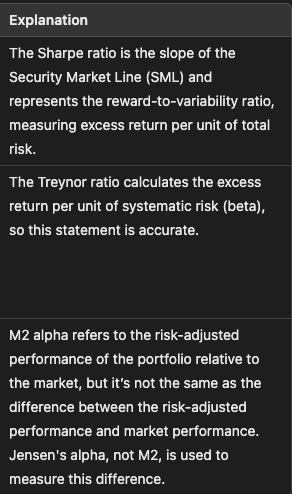 Explanation
The Sharpe ratio is the slope of the
Security Market Line (SML) and
represents the reward-to-variability ratio,
measuring excess return per unit of total
risk.
The Treynor ratio calculates the excess
return per unit of systematic risk (beta),
so this statement is accurate.
M2 alpha refers to the risk-adjusted
performance of the portfolio relative to
the market, but it's not the same as the
difference between the risk-adjusted
performance and market performance.
Jensen's alpha, not M2, is used to
measure this difference.